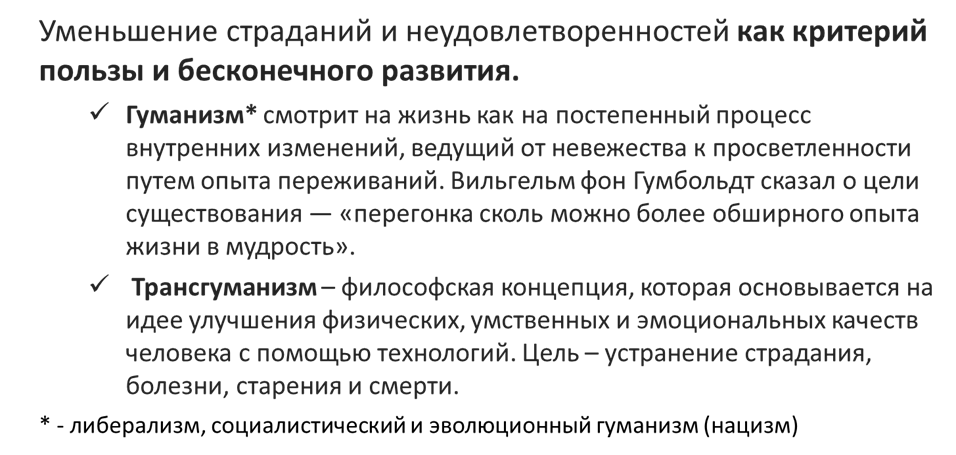 Уменьшение страданий и неудовлетворенностей как критерий
пользы и бесконечного развития.
✓ Гуманизм* смотрит на жизнь как на постепенный процесс
внутренних изменений, ведущий от невежества к просветленности
путем опыта переживаний. Вильгельм фон Гумбольдт сказал о цели
существования — «перегонка сколь можно более обширного опыта
жизни в мудрость».
✓ Трансгуманизм – философская концепция, которая основывается на
идее улучшения физических, умственных и эмоциональных качеств
человека с помощью технологий. Цель – устранение страдания,
болезни, старения и смерти.
* - либерализм, социалистический и эволюционный гуманизм (нацизм)